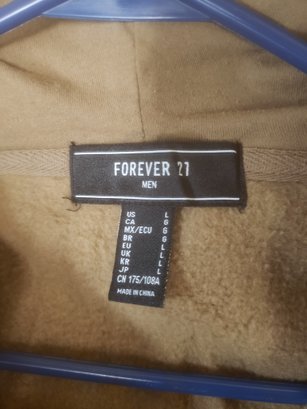 FOREVER 21
MEN
US L
CA G
MX/ECU G
BR G
EU L
UK L
KR L
JP L
CN 175/108A
MADE IN CHINA